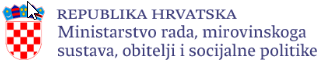 REPUBLIKA HRVATSKA
Ministarstvo rada, mirovinskoga
sustava, obitelji i socijalne politike